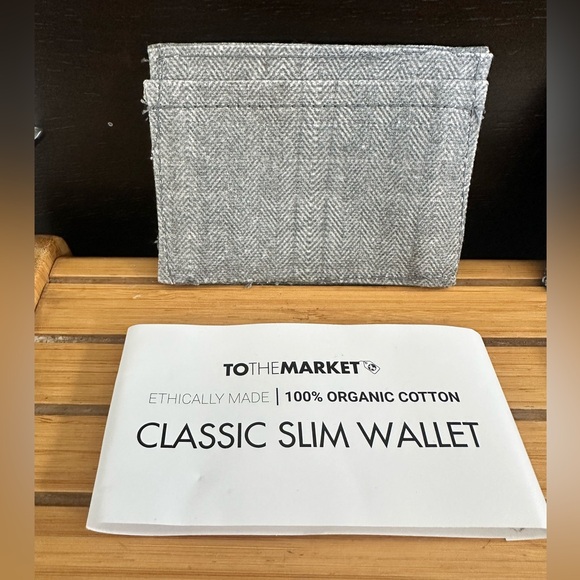 TOTHEMARKET
ETHICALLY MADE | 100% ORGANIC COTTON
CLASSIC SLIM WALLET